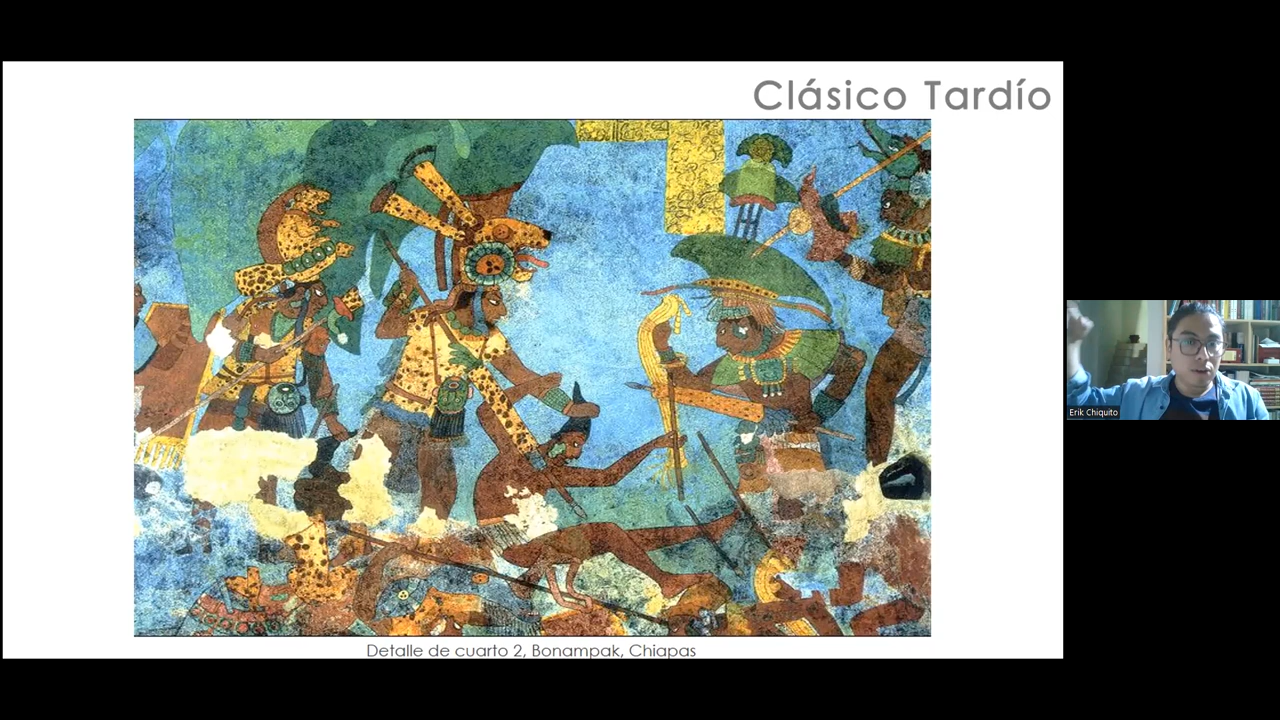 Clásico Tardío
Detalle de cuarto 2, Bonampak, Chiapas
Erik Chiquito